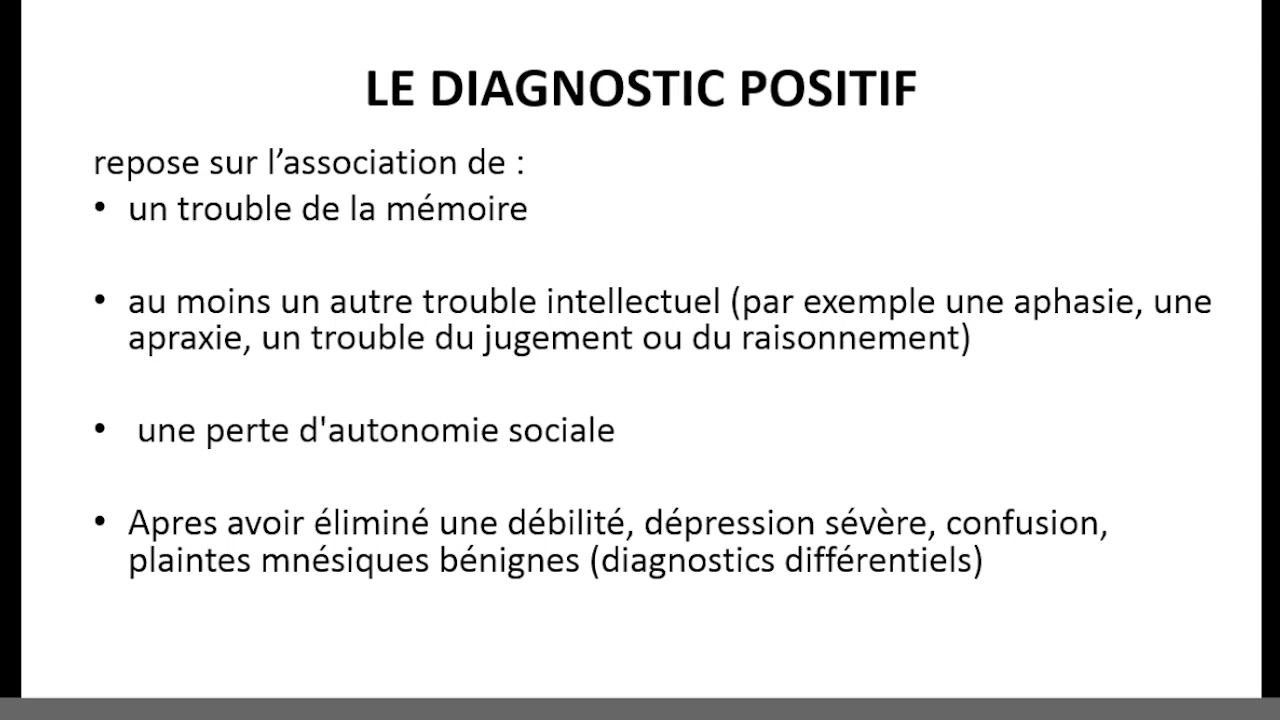 LE DIAGNOSTIC POSITIF
repose sur l’association de :
• un trouble de la mémoire
• au moins un autre trouble intellectuel (par exemple une aphasie, une
apraxie, un trouble du jugement ou du raisonnement)
• une perte d'autonomie sociale
• Apres avoir éliminé une débilité, dépression sévère, confusion,
plaintes mnésiques bénignes (diagnostics différentiels)